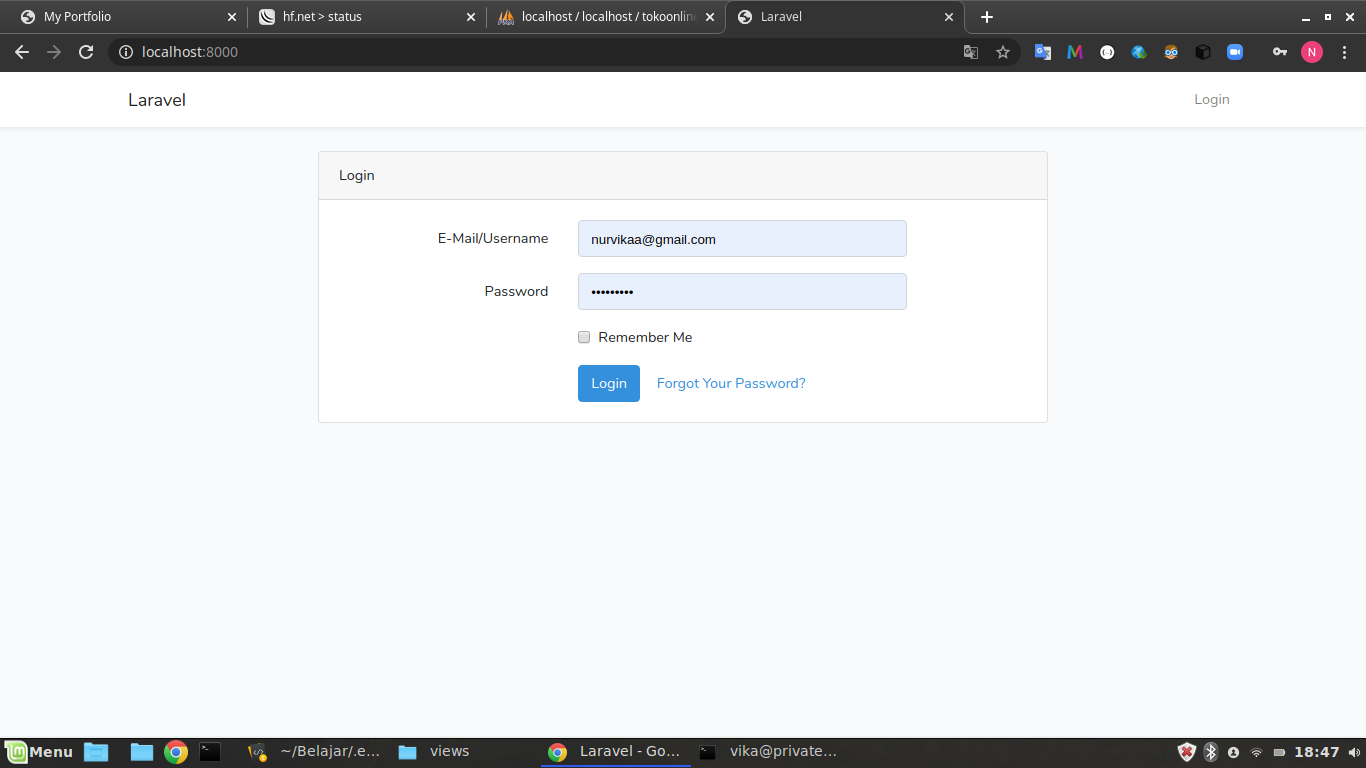 My Portfolio
hf.net > status
localhost / localhost / tokoonlin
Laravel
localhost:8000
N
Laravel
Login
Login
E-Mail/Username
nurvikaa@gmail.com
Password
•••••••••
Remember Me
Login
Forgot Your Password?
Menu
~/Belajar/.e...
views
Laravel - Go...
vika@private...
18:47